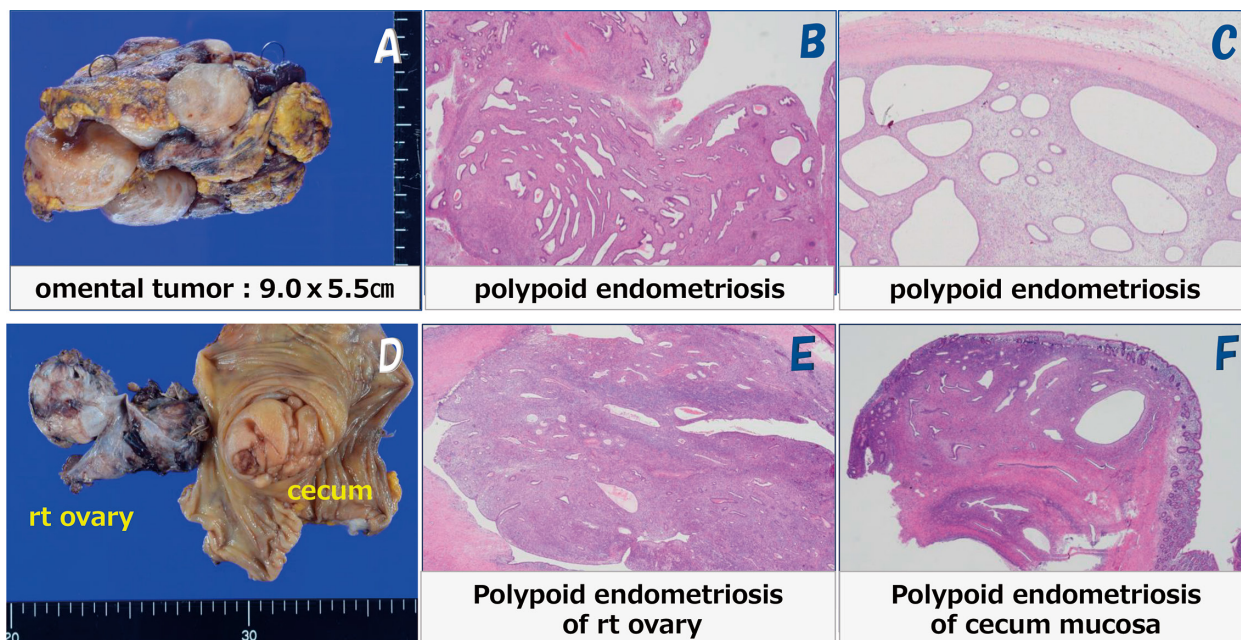 A
omental tumor : 9.0 x 5.5㎝
B
polypoid endometriosis
C
polypoid endometriosis
D
rt ovary
cecum
20
30
E
Polypoid endometriosis
of rt ovary
F
Polypoid endometriosis
of cecum mucosa